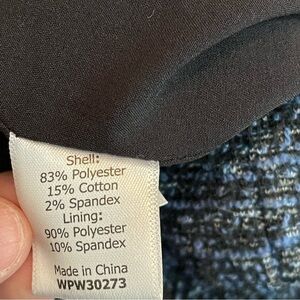 Shell:
83% Polyester
15% Cotton
2% Spandex
Lining:
90% Polyester
10% Spandex
Made in China
WPW30273